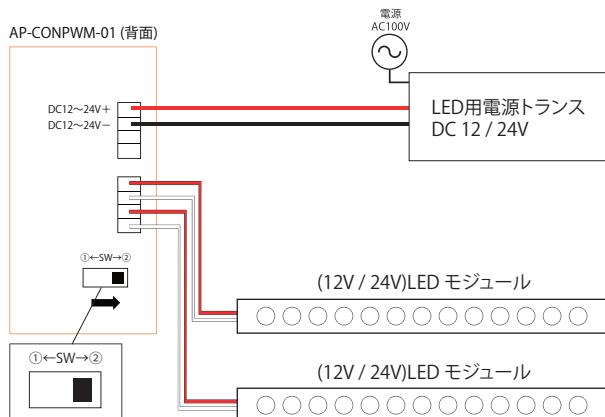 電源
AC100V
AP-CONPWM-01 (背面)
DC12～24V＋
DC12～24V－
LED用電源トランス
DC 12 / 24V
①←SW→②
(12V / 24V)LED モジュール
①←SW→②
(12V / 24V)LED モジュール